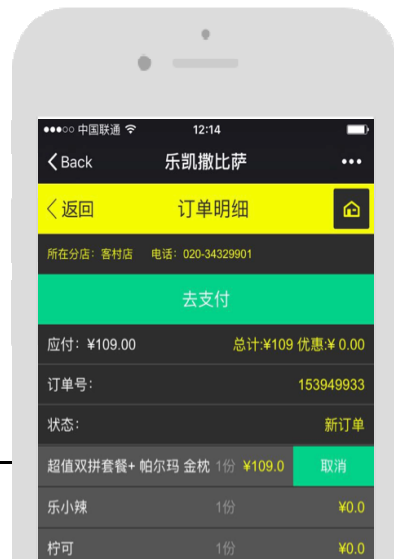 中国联通 12:14
Back 乐凯撒比萨
返回 订单明细
所在分店：客村店 电话：020-34329901
去支付
应付：¥109.00 总计:¥109 优惠:¥ 0.00
订单号： 153949933
状态： 新订单
超值双拼套餐+ 帕尔玛 金枕 1份 ¥109.0 取消
乐小辣 1份 ¥0.0
柠可 1份 ¥0.0